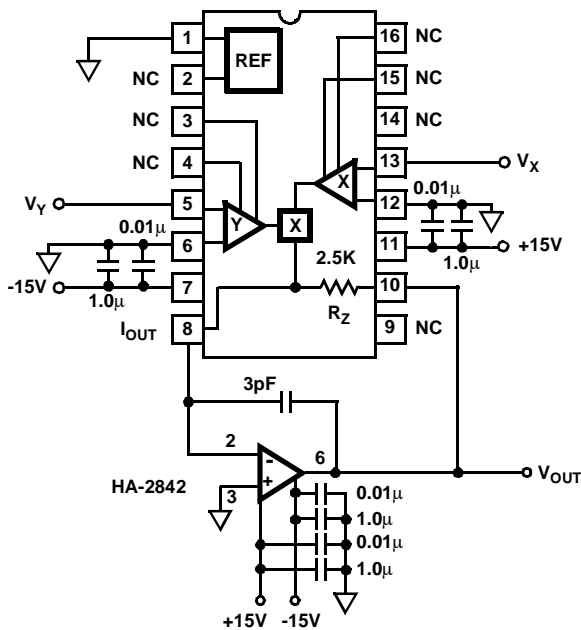 1
REF
16 NC
NC 2
15 NC
NC 3
14 NC
NC 4
X
13
V_X
V_Y
5
Y
X
12
0.01μ
0.01μ
6
11
+15V
2.5K
1.0μ
-15V
1.0μ
7
10
I_OUT
8
R_Z
9 NC
3pF
2
-
6
HA-2842
3
+
V_OUT
0.01μ
1.0μ
0.01μ
1.0μ
+15V -15V